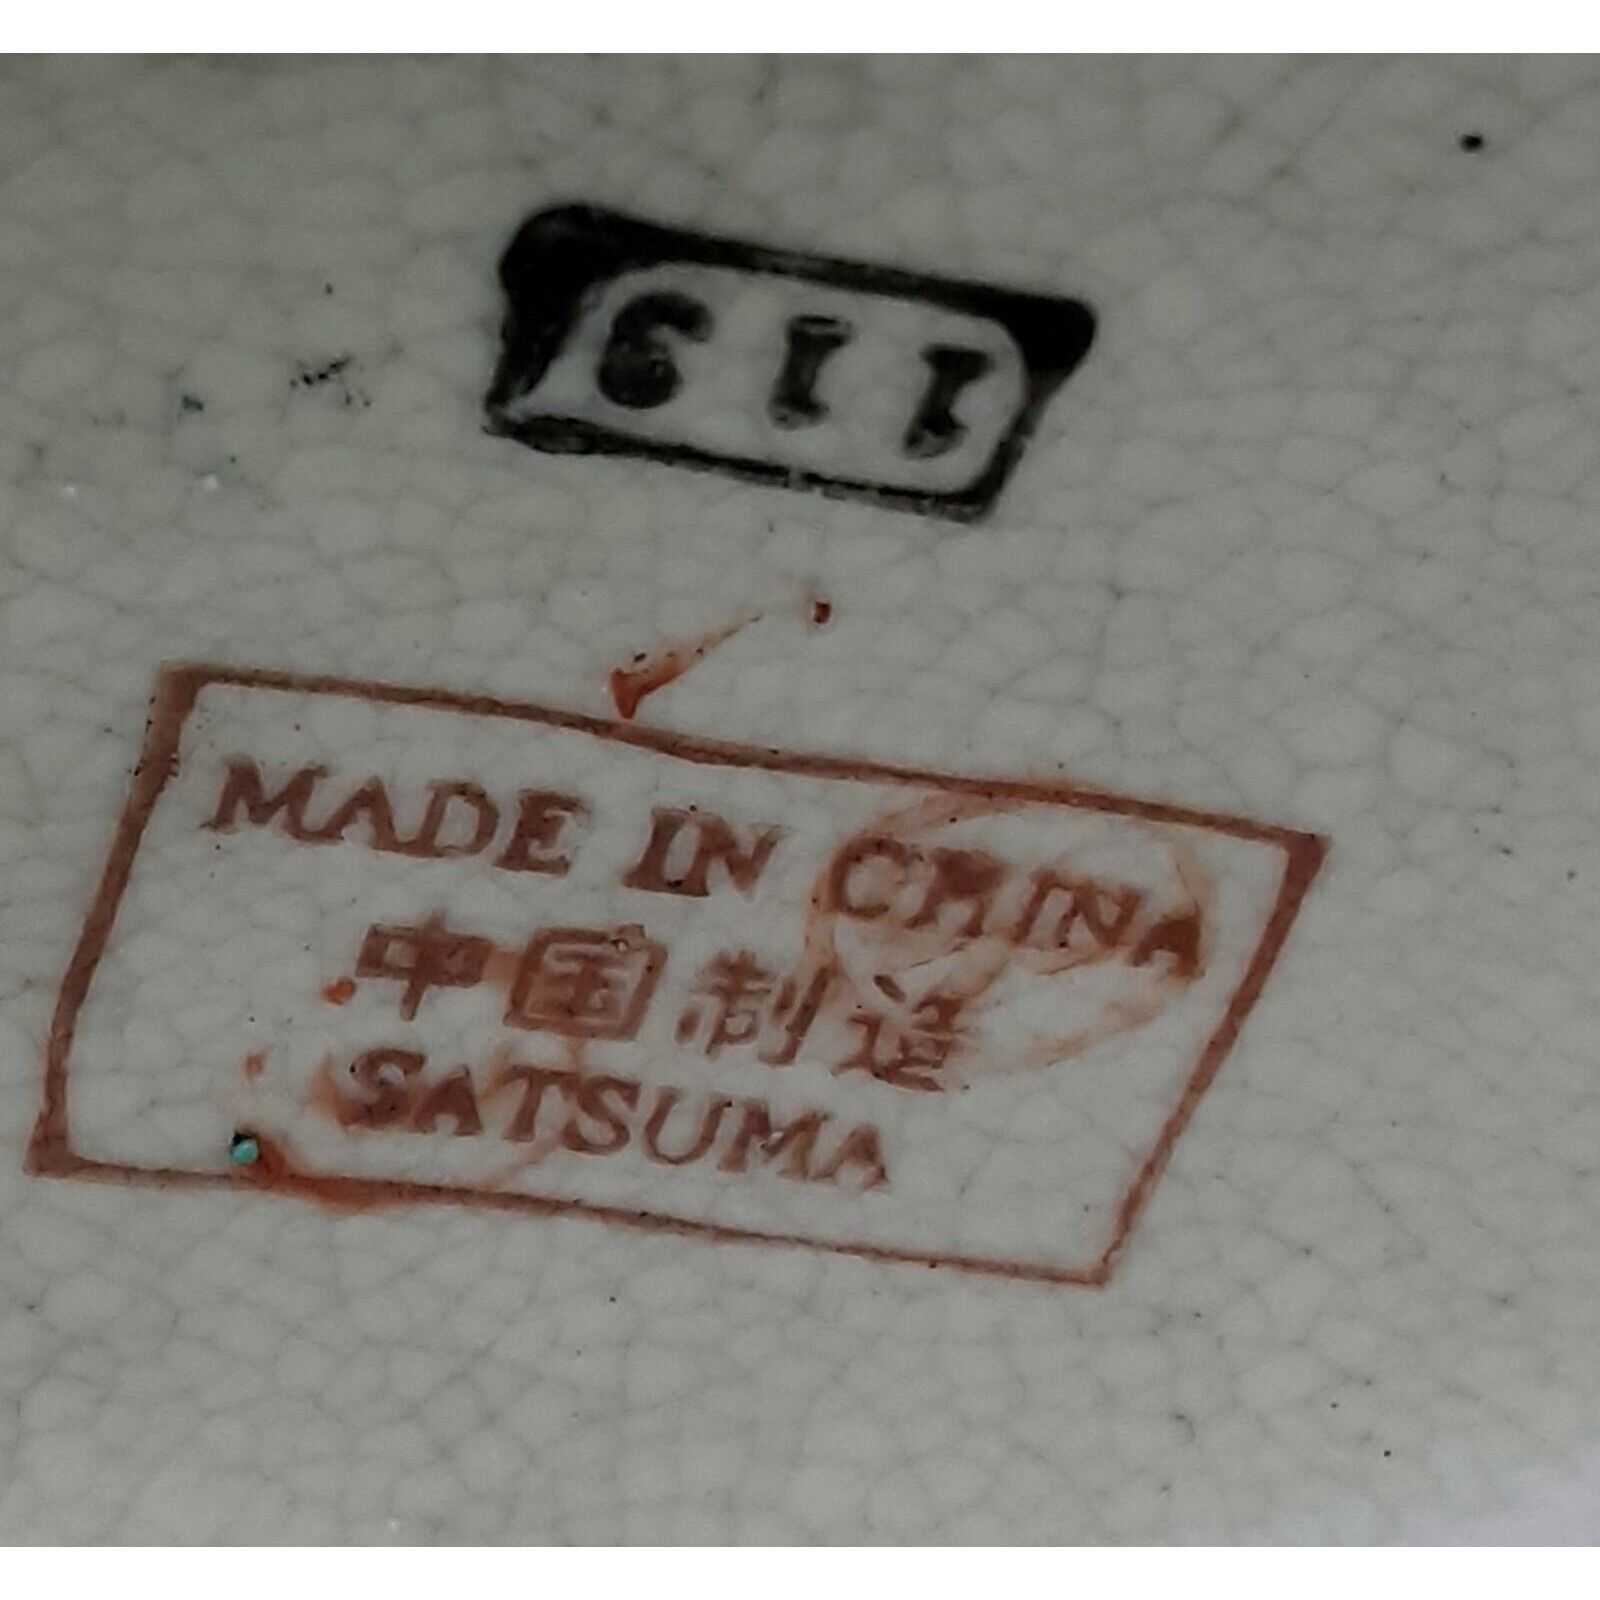 119
MADE IN CHINA
中国制造
SATSUMA